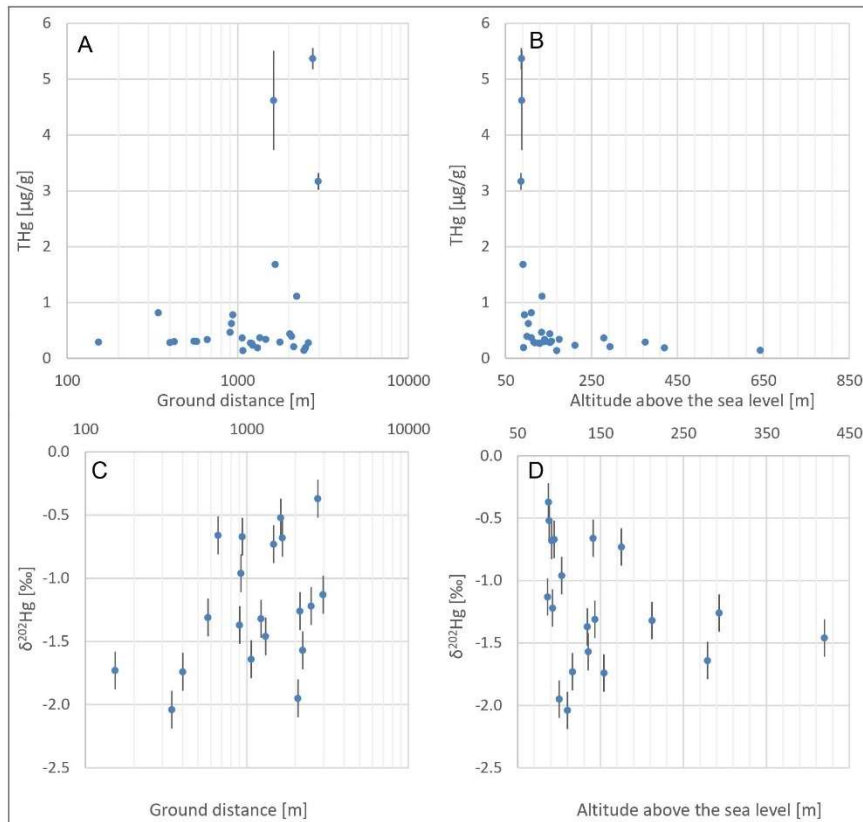 A
6
5
4
3
2
1
0
THg [µg/g]
100 1000 10000
Ground distance [m]
B
6
5
4
3
2
1
0
THg [µg/g]
50 250 450 650 850
Altitude above the sea level [m]
100 1000 10000
C
0.0
-0.5
-1.0
-1.5
-2.0
-2.5
δ²⁰²Hg [‰]
Ground distance [m]
50 150 250 350 450
D
0.0
-0.5
-1.0
-1.5
-2.0
-2.5
δ²⁰²Hg [‰]
Altitude above the sea level [m]